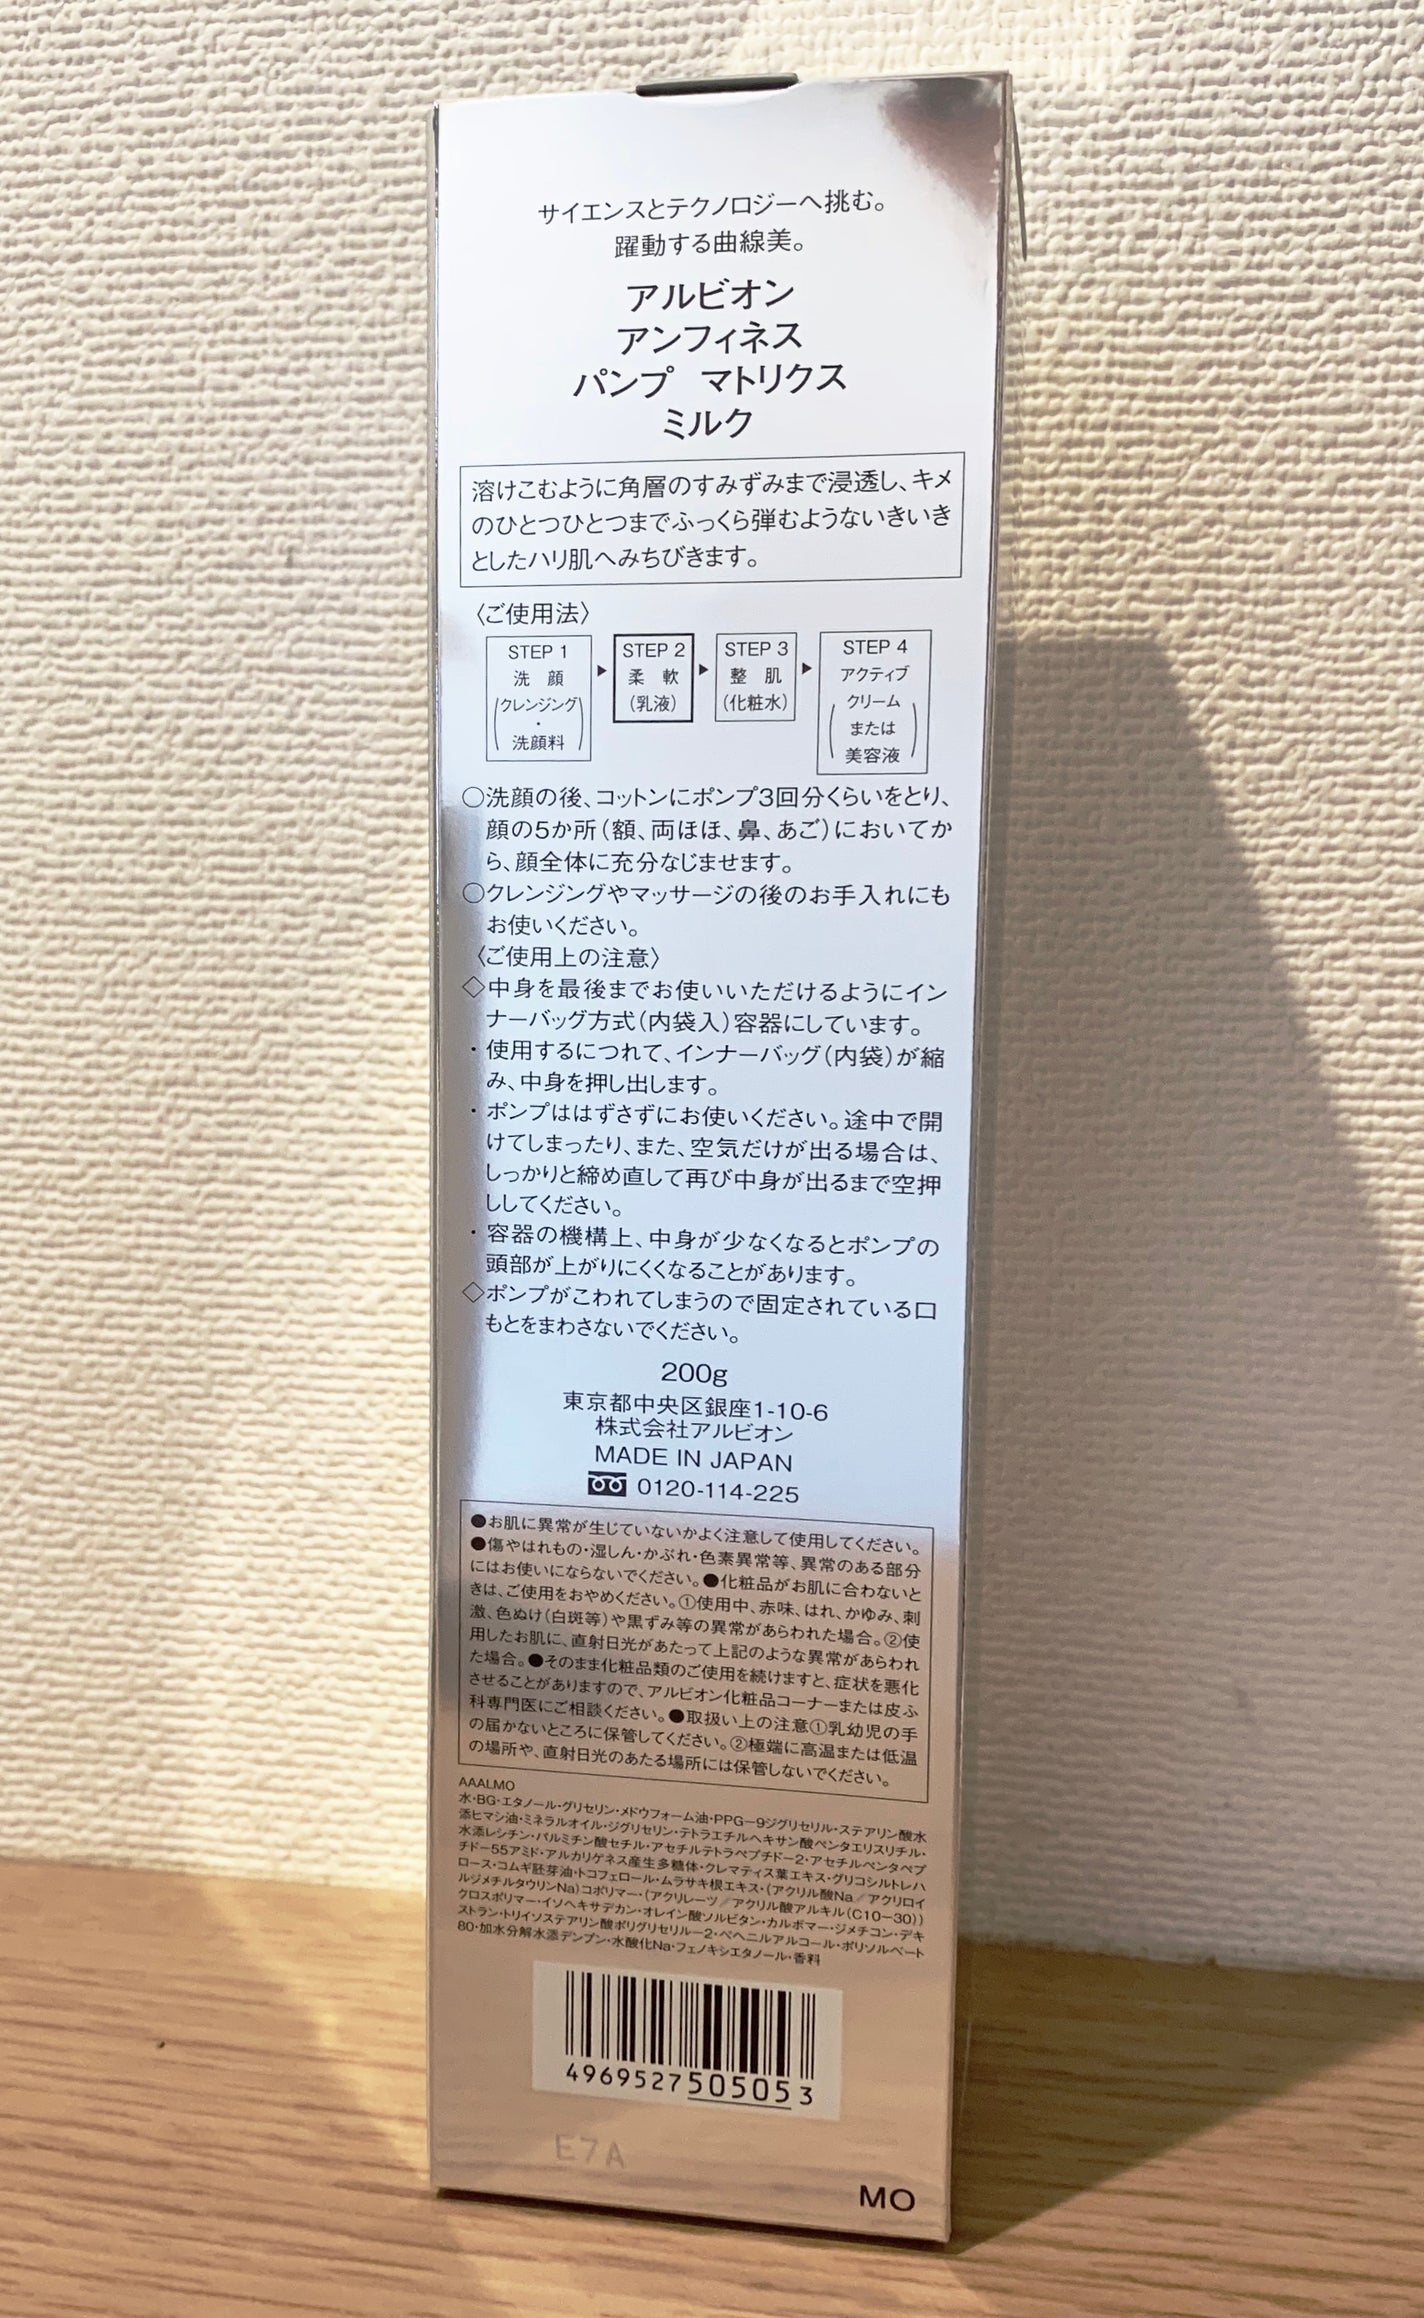 サイエンスとテクノロジーへ挑む。
躍動する曲線美。
アルビオン
アンフィネス
パンプ マトリクス
ミルク
溶けこむように角層のすみずみまで浸透し、キメ
のひとつひとつまでふっくら弾むようないきいき
としたハリ肌へみちびきます。
〈ご使用法〉
STEP 1
洗 顔
(クレンジング
・
洗顔料)
STEP 2
柔 軟
(乳液)
STEP 3
整 肌
(化粧水)
STEP 4
アクティブ
(クリーム
または
美容液)
○洗顔の後、コットンにポンプ3回分くらいをとり、
顔の5か所(額、両ほほ、鼻、あご)においてか
ら、顔全体に充分なじませます。
○クレンジングやマッサージの後のお手入れにも
お使いください。
〈ご使用上の注意〉
◇中身を最後までお使いいただけるようにイン
ナーバッグ方式(内袋入)容器にしています。
・使用するにつれて、インナーバッグ(内袋)が縮
み、中身を押し出します。
・ポンプははずさずにお使いください。途中で開
けてしまったり、また、空気だけが出る場合は、
しっかりと締め直して再び中身が出るまで空押
ししてください。
・容器の機構上、中身が少なくなるとポンプの
頭部が上がりにくくなることがあります。
◇ポンプがこわれてしまうので固定されている口
もとをまわさないでください。
200g
東京都中央区銀座1-10-6
株式会社アルビオン
MADE IN JAPAN
0120-114-225
●お肌に異常が生じていないかよく注意して使用してください。
●傷やはれもの・湿しん・かぶれ・色素異常等、異常のある部分
にはお使いにならないでください。●化粧品がお肌に合わないと
きは、ご使用をおやめください。①使用中、赤味、はれ、かゆみ、刺
激、色ぬけ(白斑等)や黒ずみ等の異常があらわれた場合。②使
用したお肌に、直射日光があたって上記のような異常があらわれ
た場合。●そのまま化粧品類のご使用を続けますと、症状を悪化
させることがありますので、アルビオン化粧品コーナーまたは皮ふ
科専門医にご相談ください。●取扱い上の注意①乳幼児の手
の届かないところに保管してください。②極端に高温または低温
の場所や、直射日光のあたる場所には保管しないでください。
AAALMO
水・BG・エタノール・グリセリン・メドウフォーム油・PPG－9ジグリセリル・ステアリン酸水
添ヒマシ油・ミネラルオイル・ジグリセリン・テトラエチルヘキサン酸ペンタエリスリチル・
水添レシチン・パルミチン酸セチル・アセチルテトラペプチド－2・アセチルペンタペプ
チド－55アミド・アルカリゲネス産生多糖体・クレマティス葉エキス・グリコシルトレハ
ロース・コムギ胚芽油・トコフェロール・ムラサキ根エキス・(アクリル酸Na／アクリロイ
ルジメチルタウリンNa)コポリマー・(アクリレーツ／アクリル酸アルキル(C10－30))
クロスポリマー・イソヘキサデカン・オレイン酸ソルビタン・カルボマー・ジメチコン・デキ
ストラン・トリイソステアリン酸ポリグリセリル－2・ベヘニルアルコール・ポリソルベート
80・加水分解水添デンプン・水酸化Na・フェノキシエタノール・香料
4969527505053
E7A
MO